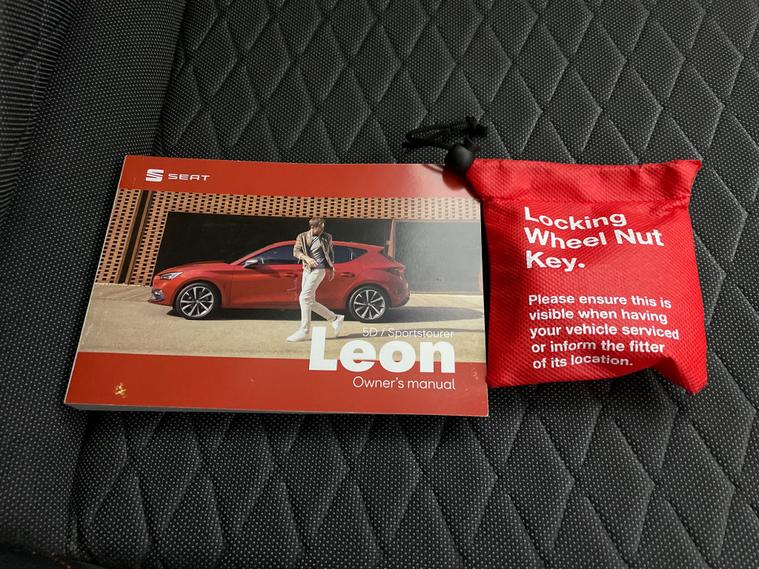 SEAT
5D / Sportstourer
Leon
Owner's manual
Locking
Wheel Nut
Key.
Please ensure this is
visible when having
your vehicle serviced
or inform the fitter
of its location.